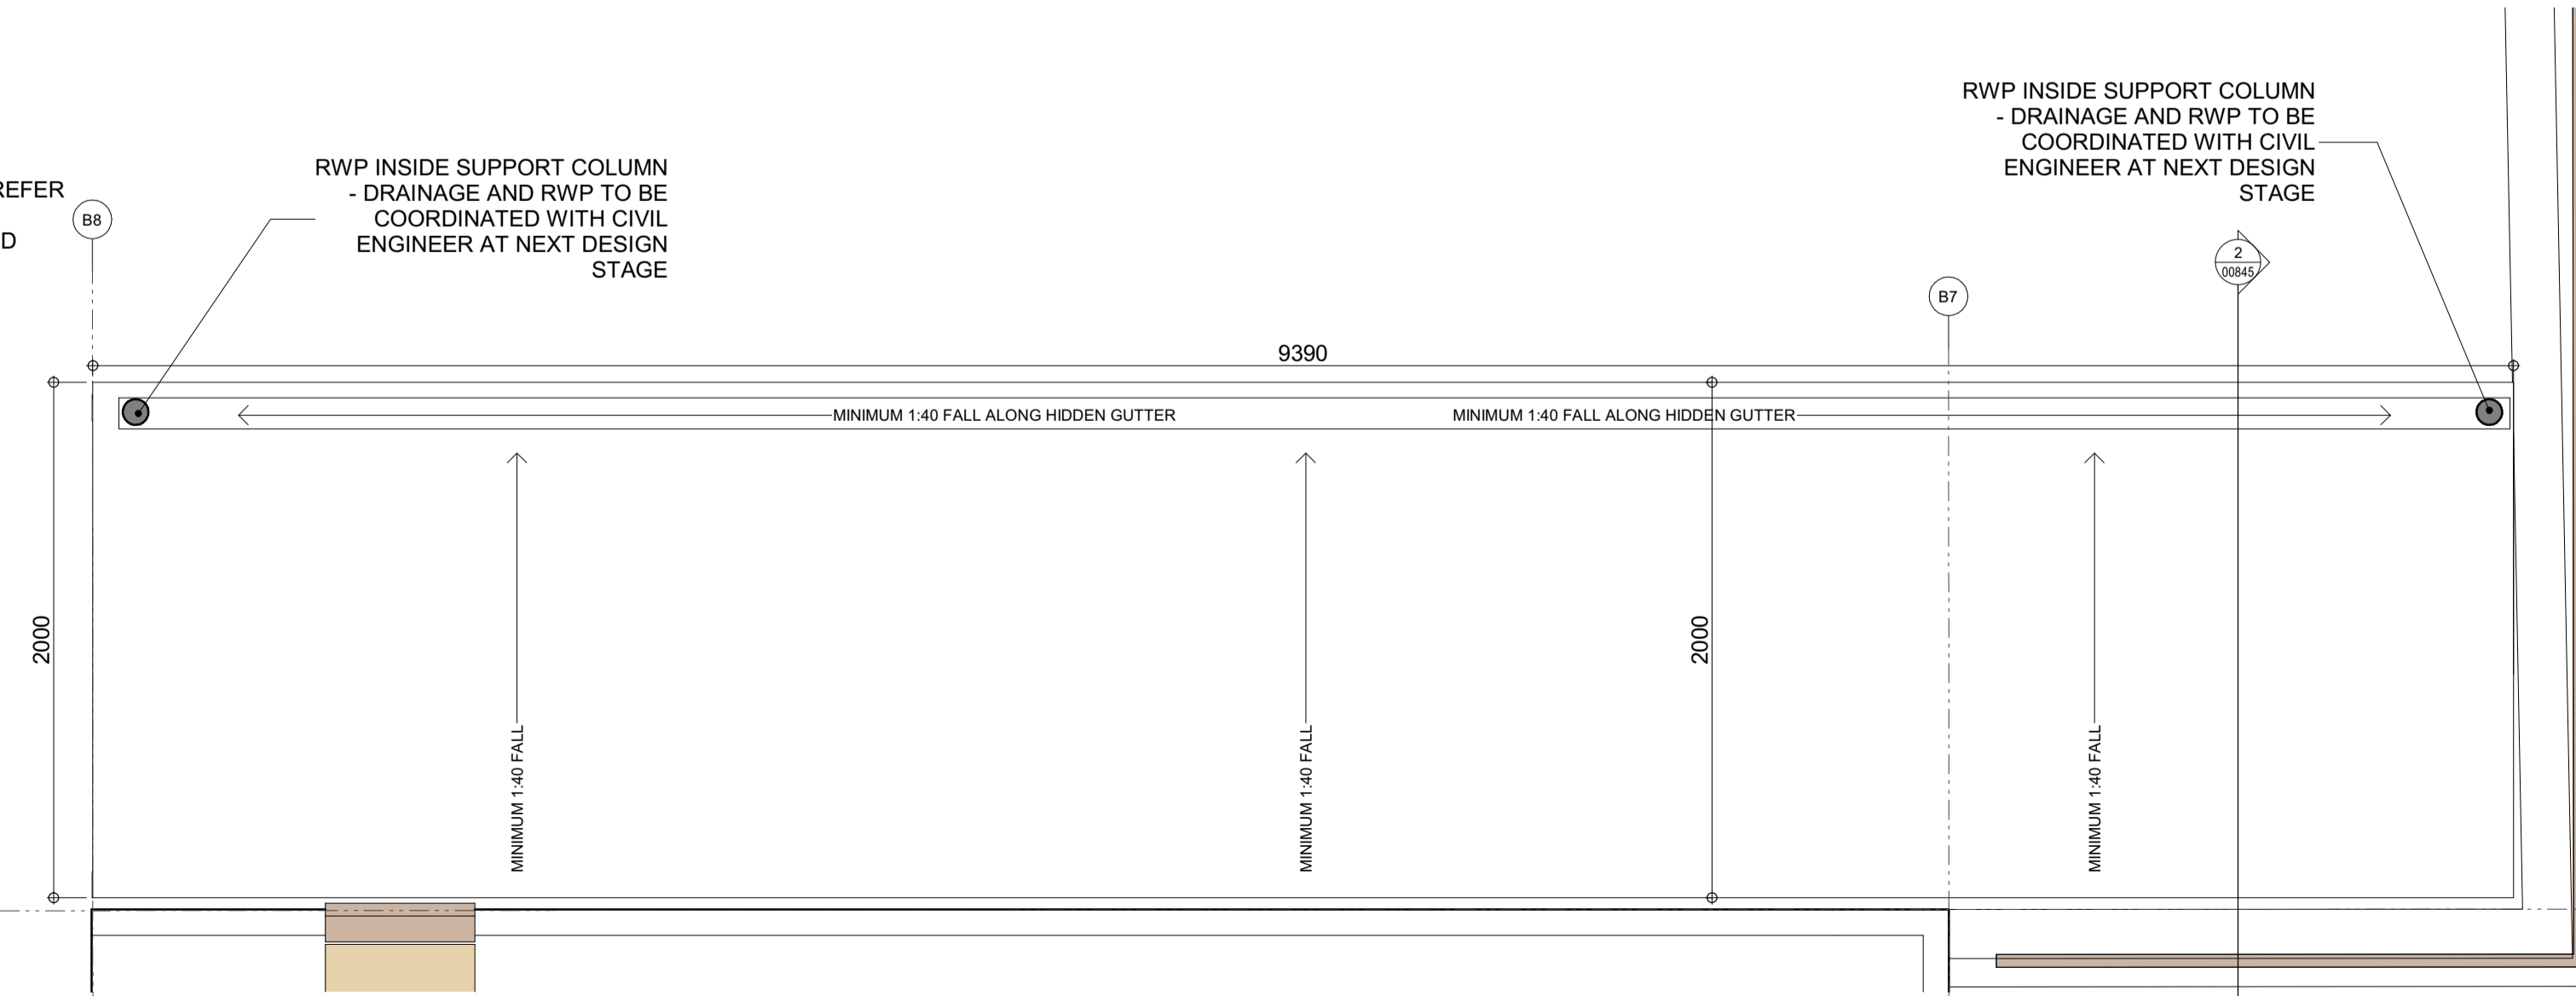 REFER
D
B8
RWP INSIDE SUPPORT COLUMN
- DRAINAGE AND RWP TO BE
COORDINATED WITH CIVIL
ENGINEER AT NEXT DESIGN
STAGE
RWP INSIDE SUPPORT COLUMN
- DRAINAGE AND RWP TO BE
COORDINATED WITH CIVIL
ENGINEER AT NEXT DESIGN
STAGE
2
00845
B7
9390
MINIMUM 1:40 FALL ALONG HIDDEN GUTTER
MINIMUM 1:40 FALL ALONG HIDDEN GUTTER
2000
MINIMUM 1:40 FALL
MINIMUM 1:40 FALL
2000
MINIMUM 1:40 FALL